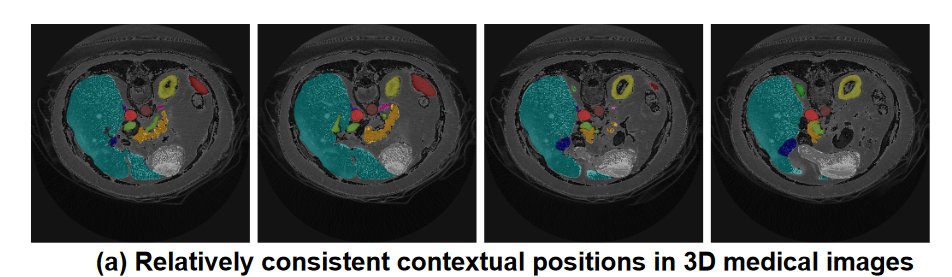 (a) Relatively consistent contextual positions in 3D medical images